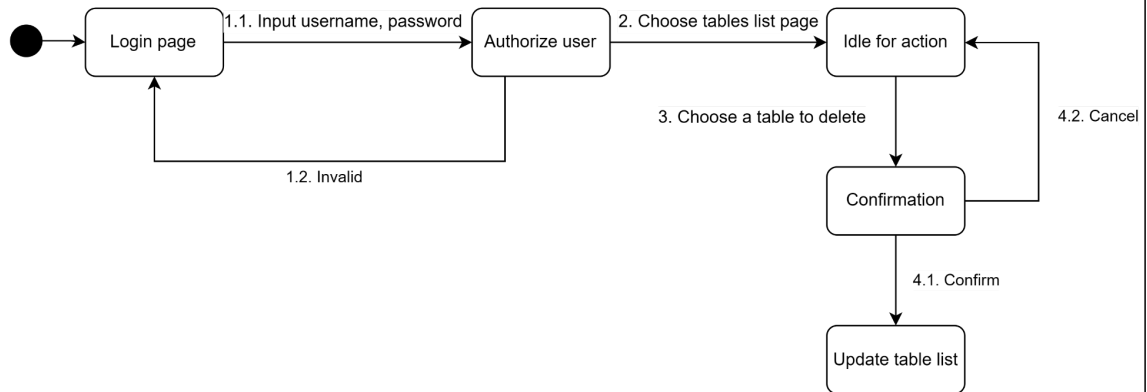 1.1. Input username, password
2. Choose tables list page
Login page
Authorize user
Idle for action
3. Choose a table to delete
4.2. Cancel
1.2. Invalid
Confirmation
4.1. Confirm
Update table list